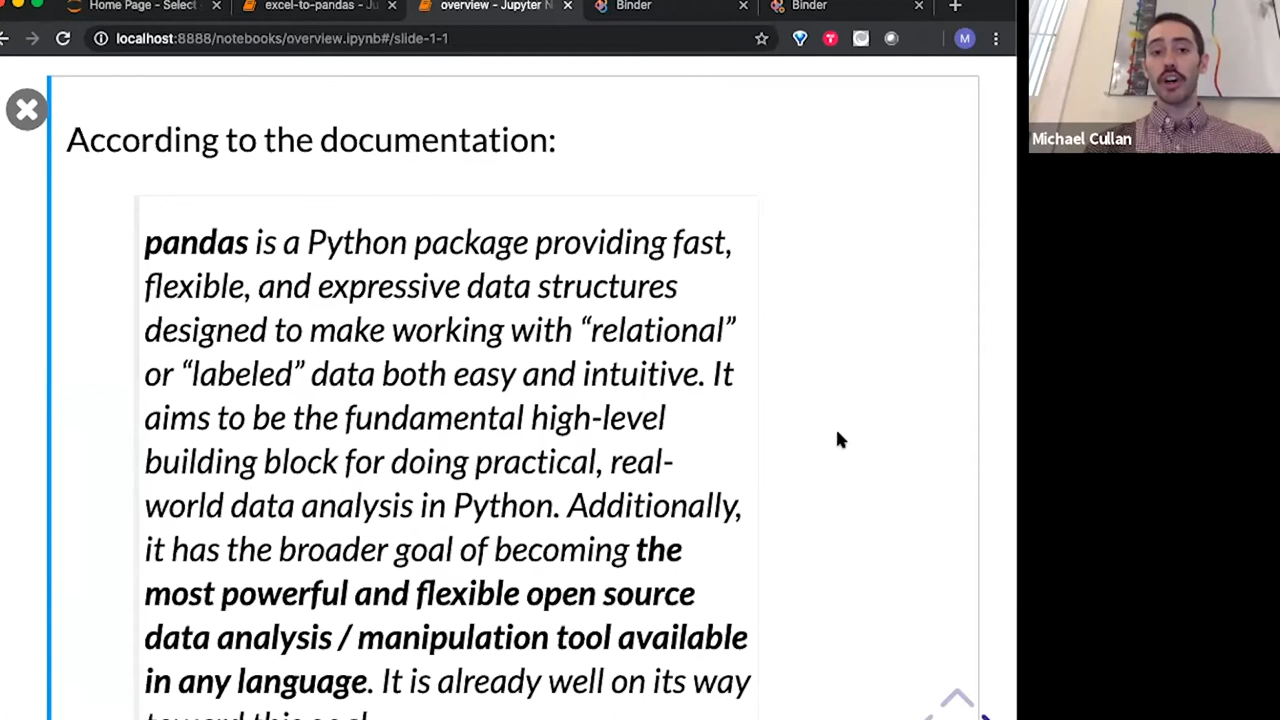 Home Page - Select
excel-to-pandas - Ju
overview - Jupyter N
Binder
Binder
localhost:8888/notebooks/overview.ipynb#/slide-1-1
M
According to the documentation:
pandas is a Python package providing fast,
flexible, and expressive data structures
designed to make working with “relational”
or “labeled” data both easy and intuitive. It
aims to be the fundamental high-level
building block for doing practical, real-
world data analysis in Python. Additionally,
it has the broader goal of becoming the
most powerful and flexible open source
data analysis / manipulation tool available
in any language. It is already well on its way
toward this goal
Michael Cullan